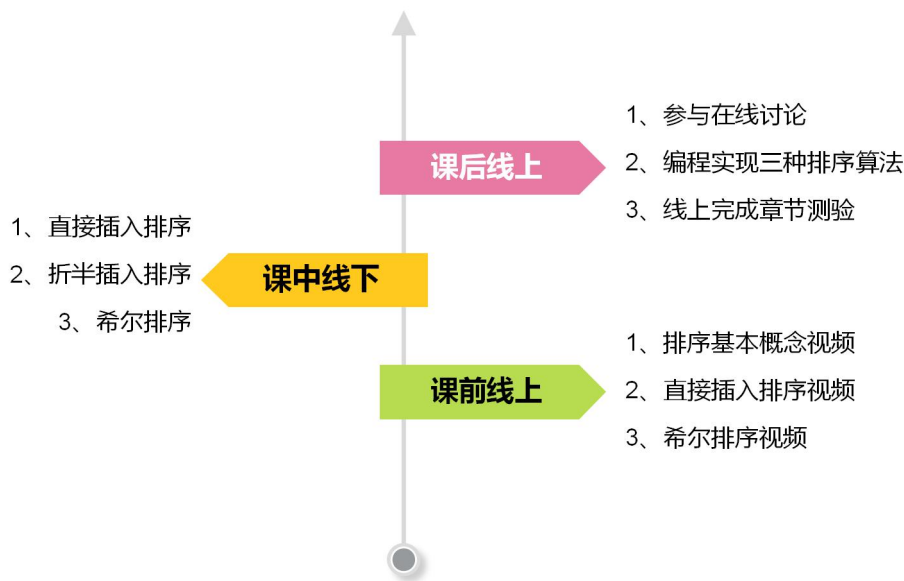 课后线上
1、参与在线讨论
2、编程实现三种排序算法
3、线上完成章节测验
课中线下
1、直接插入排序
2、折半插入排序
3、希尔排序
课前线上
1、排序基本概念视频
2、直接插入排序视频
3、希尔排序视频